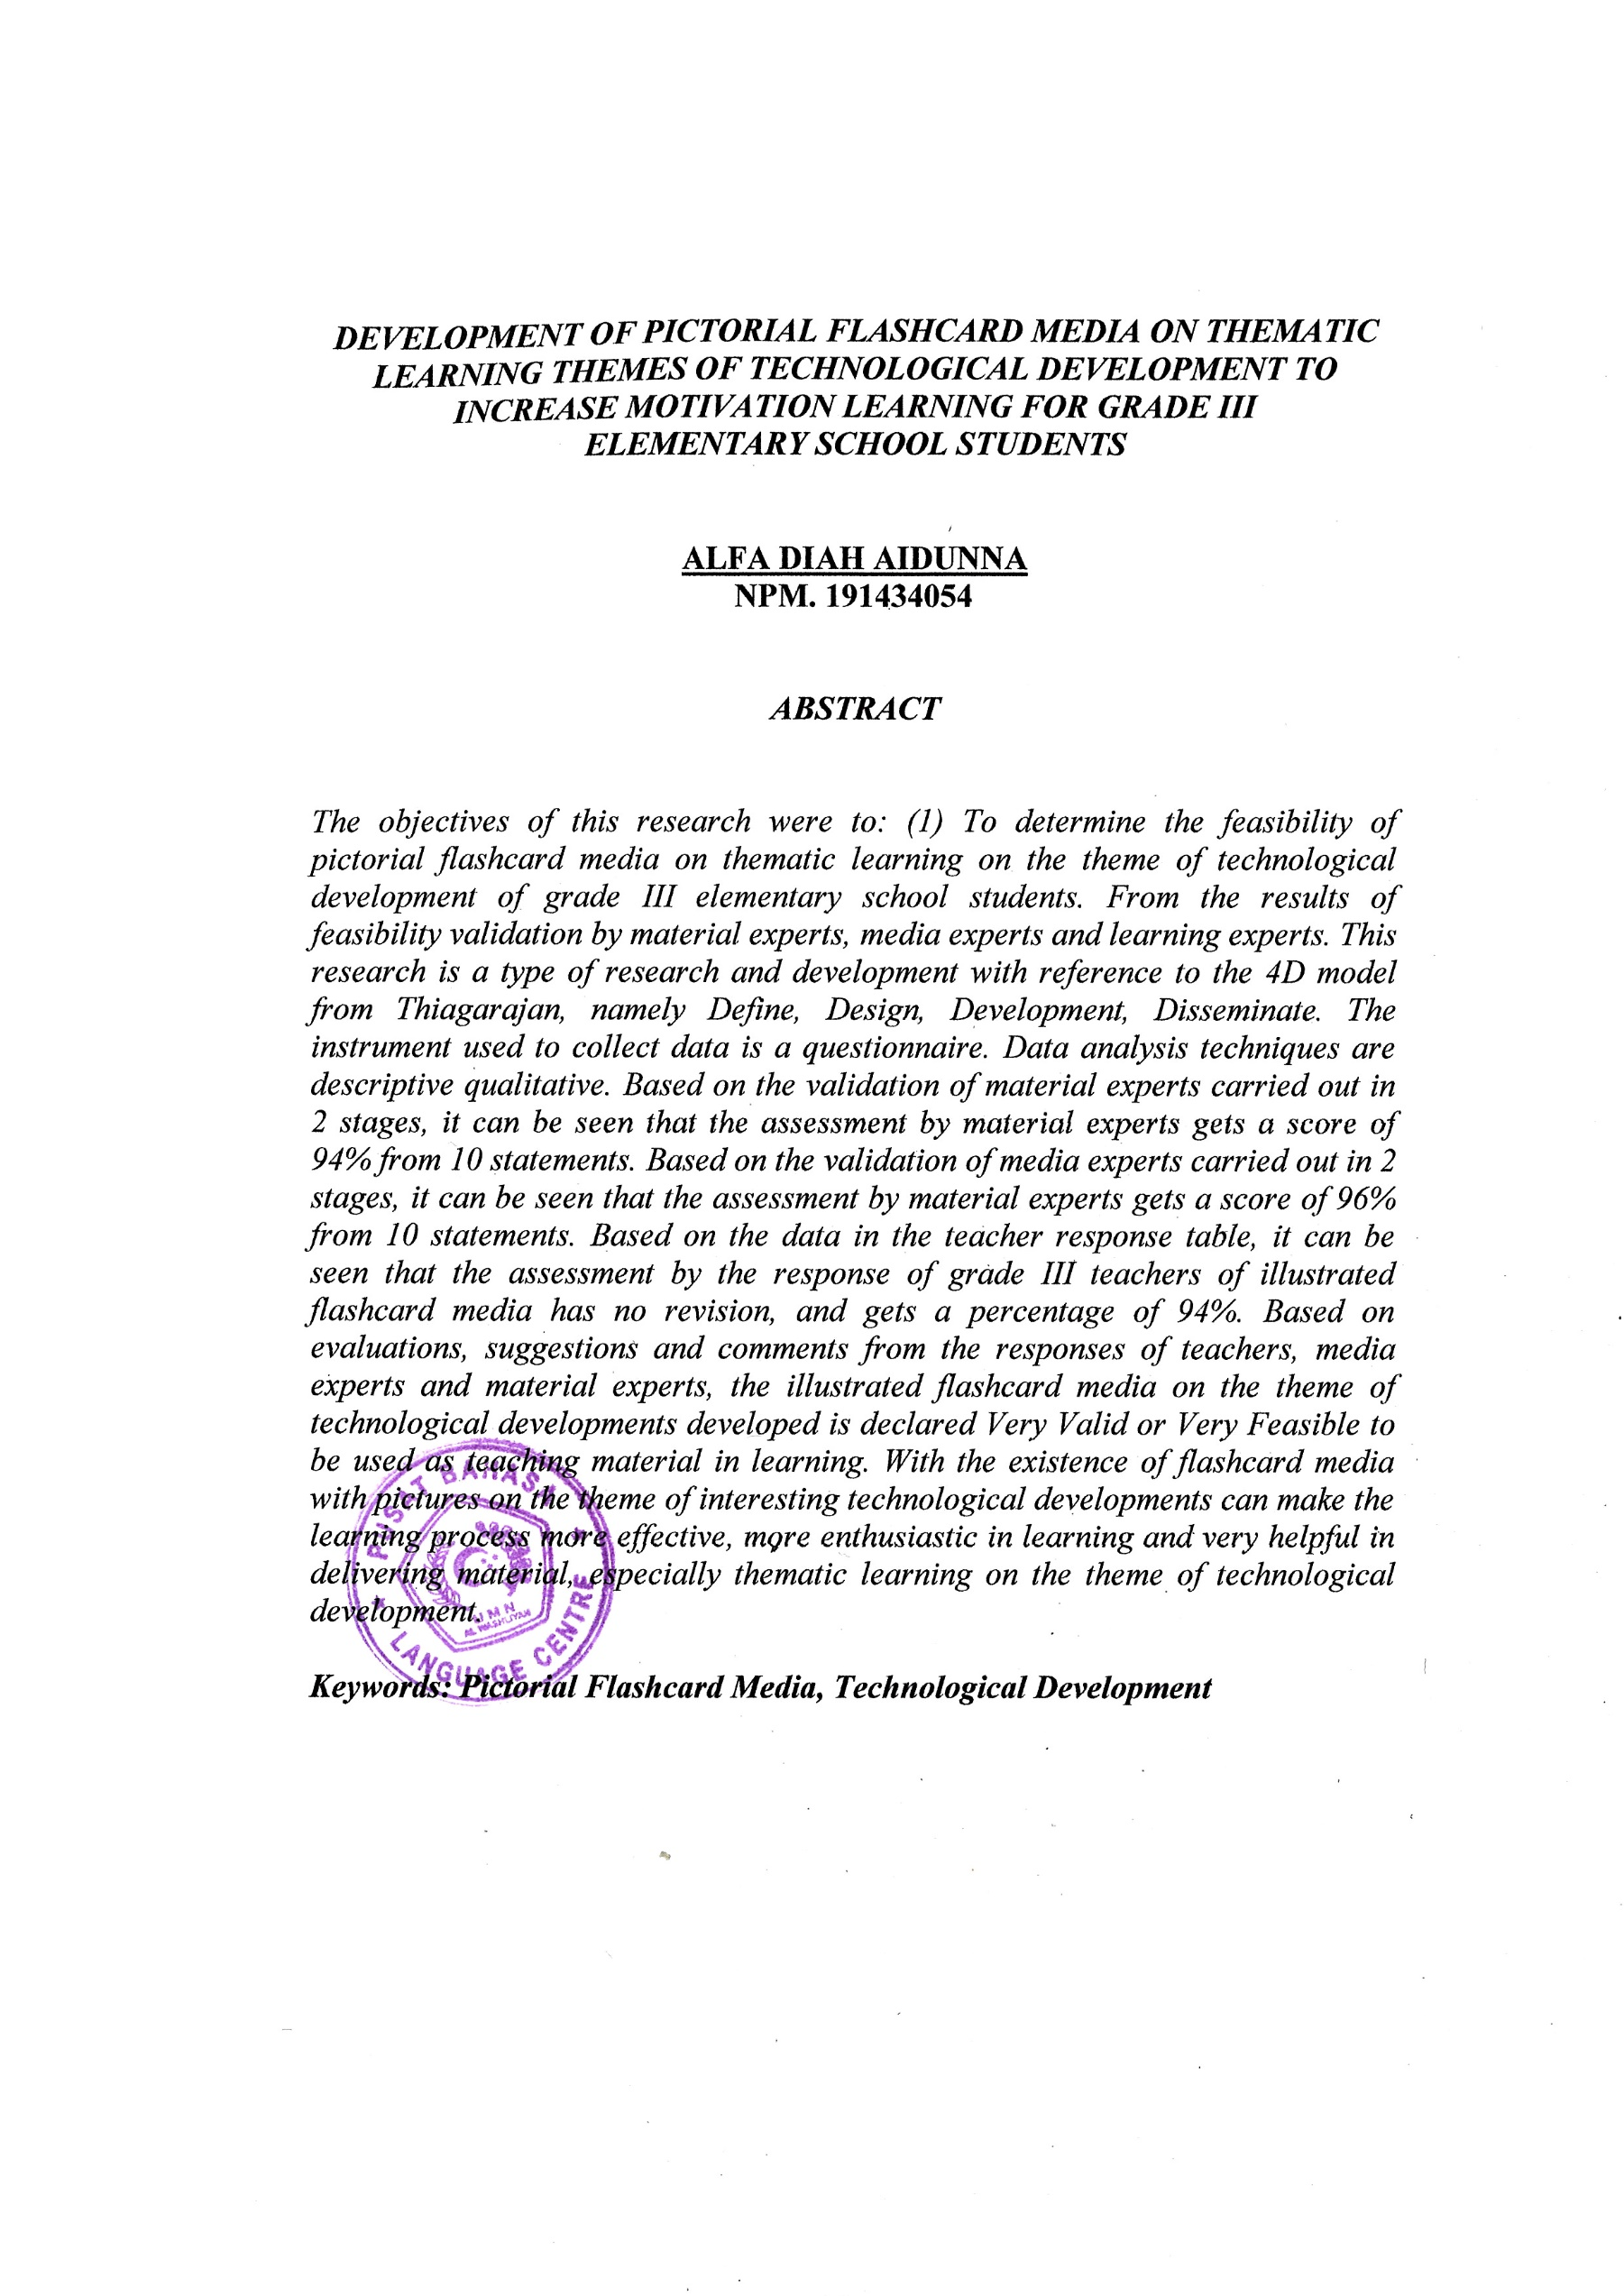 DEVELOPMENT OF PICTORIAL FLASHCARD MEDIA ON THEMATIC
LEARNING THEMES OF TECHNOLOGICAL DEVELOPMENT TO
INCREASE MOTIVATION LEARNING FOR GRADE III
ELEMENTARY SCHOOL STUDENTS
ALFA DIAH AIDUNNA
NPM. 191434054
ABSTRACT
The objectives of this research were to: (1) To determine the feasibility of
pictorial flashcard media on thematic learning on the theme of technological
development of grade III elementary school students. From the results of
feasibility validation by material experts, media experts and learning experts. This
research is a type of research and development with reference to the 4D model
from Thiagarajan, namely Define, Design, Development, Disseminate. The
instrument used to collect data is a questionnaire. Data analysis techniques are
descriptive qualitative. Based on the validation of material experts carried out in
2 stages, it can be seen that the assessment by material experts gets a score of
94% from 10 statements. Based on the validation of media experts carried out in 2
stages, it can be seen that the assessment by material experts gets a score of 96%
from 10 statements. Based on the data in the teacher response table, it can be
seen that the assessment by the response of grade III teachers of illustrated
flashcard media has no revision, and gets a percentage of 94%. Based on
evaluations, suggestions and comments from the responses of teachers, media
experts and material experts, the illustrated flashcard media on the theme of
technological developments developed is declared Very Valid or Very Feasible to
be used as teaching material in learning. With the existence of flashcard media
with pictures on the theme of interesting technological developments can make the
learning process more effective, more enthusiastic in learning and very helpful in
delivering material, especially thematic learning on the theme of technological
development.
PUSAT BAHASA
UMN
AL WASHLIYAH
LANGUAGE CENTRE
Keywords: Pictorial Flashcard Media, Technological Development